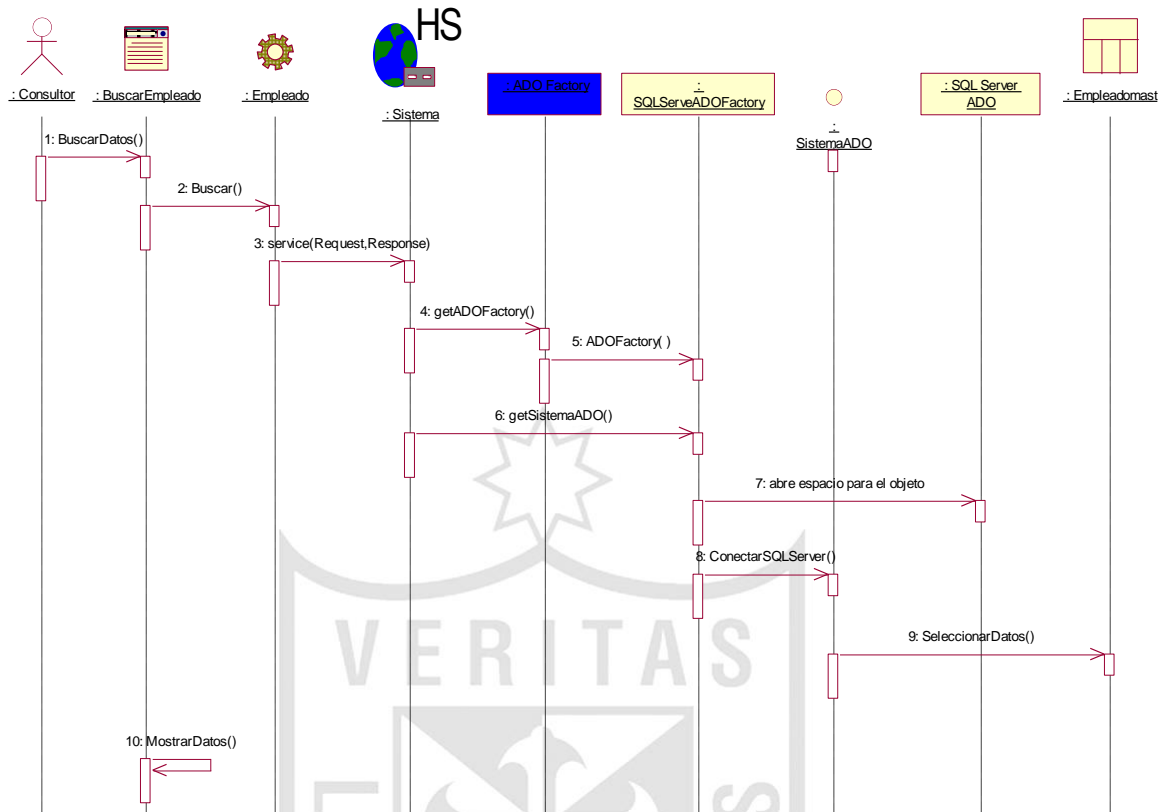 HS
: Consultor
: BuscarEmpleado
: Empleado
: Sistema
: ADO Factory
:
SQLServeADOFactory
:
SistemaADO
: SQL Server
ADO
: Empleadomast
1: BuscarDatos()
2: Buscar()
3: service(Request,Response)
4: getADOFactory()
5: ADOFactory( )
6: getSistemaADO()
7: abre espacio para el objeto
8: ConectarSQLServer()
9: SeleccionarDatos()
10: MostrarDatos()
VERITAS